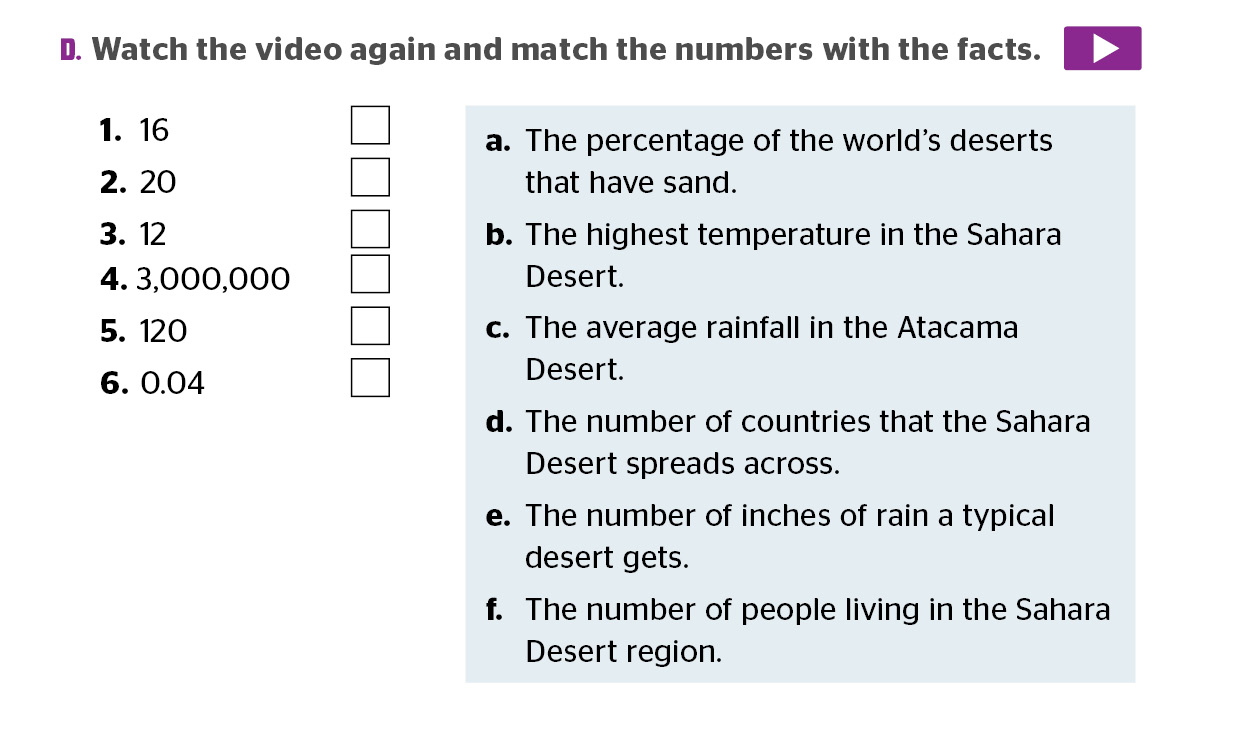 D. Watch the video again and match the numbers with the facts.
1. 16
2. 20
3. 12
4. 3,000,000
5. 120
6. 0.04
a. The percentage of the world’s deserts
that have sand.
b. The highest temperature in the Sahara
Desert.
c. The average rainfall in the Atacama
Desert.
d. The number of countries that the Sahara
Desert spreads across.
e. The number of inches of rain a typical
desert gets.
f. The number of people living in the Sahara
Desert region.